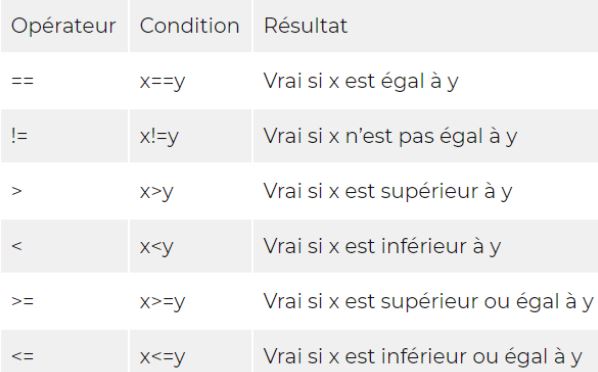 Opérateur Condition Résultat
== x==y Vrai si x est égal à y
!= x!=y Vrai si x n’est pas égal à y
> x>y Vrai si x est supérieur à y
< x<y Vrai si x est inférieur à y
>= x>=y Vrai si x est supérieur ou égal à y
<= x<=y Vrai si x est inférieur ou égal à y